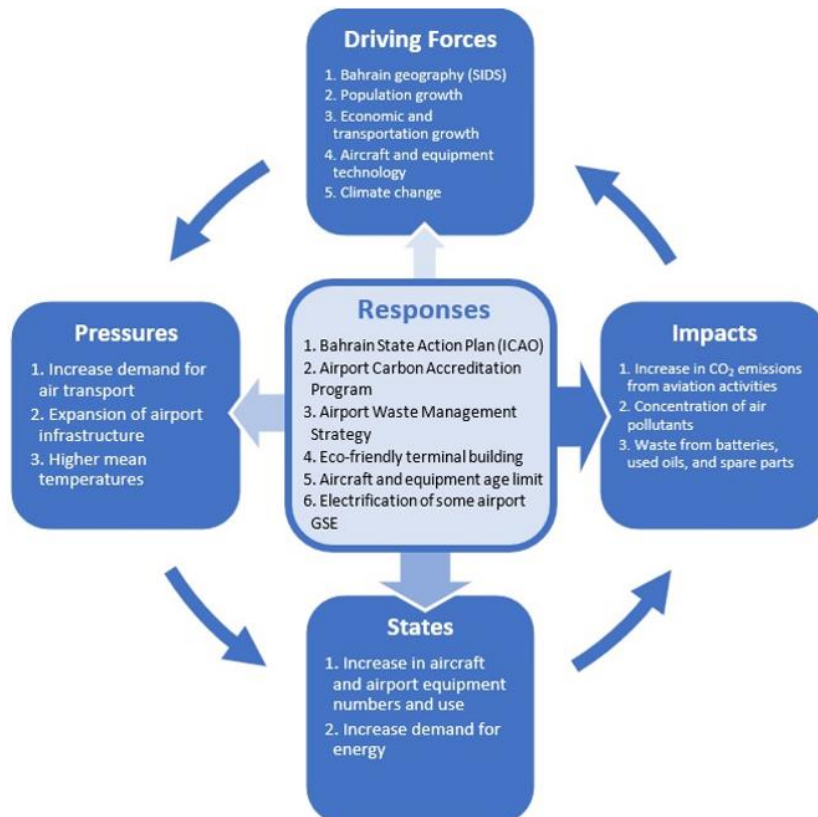 Driving Forces
1. Bahrain geography (SIDS)
2. Population growth
3. Economic and
transportation growth
4. Aircraft and equipment
technology
5. Climate change
Pressures
1. Increase demand for
air transport
2. Expansion of airport
infrastructure
3. Higher mean
temperatures
Responses
1. Bahrain State Action Plan (ICAO)
2. Airport Carbon Accreditation
Program
3. Airport Waste Management
Strategy
4. Eco-friendly terminal building
5. Aircraft and equipment age limit
6. Electrification of some airport
GSE
Impacts
1. Increase in CO₂ emissions
from aviation activities
2. Concentration of air
pollutants
3. Waste from batteries,
used oils, and spare parts
States
1. Increase in aircraft
and airport equipment
numbers and use
2. Increase demand for
energy